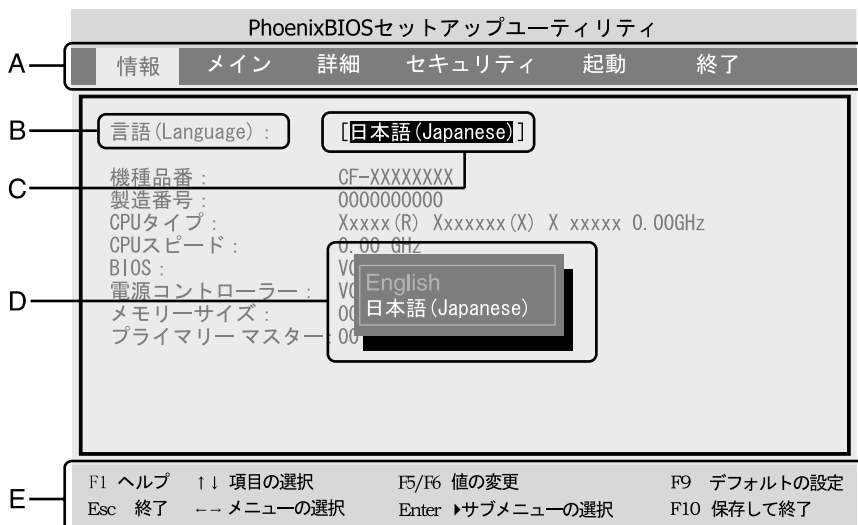 PhoenixBIOSセットアップユーティリティ
A
情報 メイン 詳細 セキュリティ 起動 終了
B
言語(Language) : [日本語(Japanese)]
C
機種品番 : CF-XXXXXXXX
製造番号 : 0000000000
CPUタイプ : Xxxxx(R) Xxxxxxx(X) X xxxxx 0.00GHz
CPUスピード : 0.00 GHz
BIOS : V
D
電源コントローラー : V
メモリーサイズ : 00
プライマリー マスター: 00
English
日本語(Japanese)
E
F1 ヘルプ ↑↓ 項目の選択 F5/F6 値の変更 F9 デフォルトの設定
Esc 終了 ←→ メニューの選択 Enter ▶サブメニューの選択 F10 保存して終了